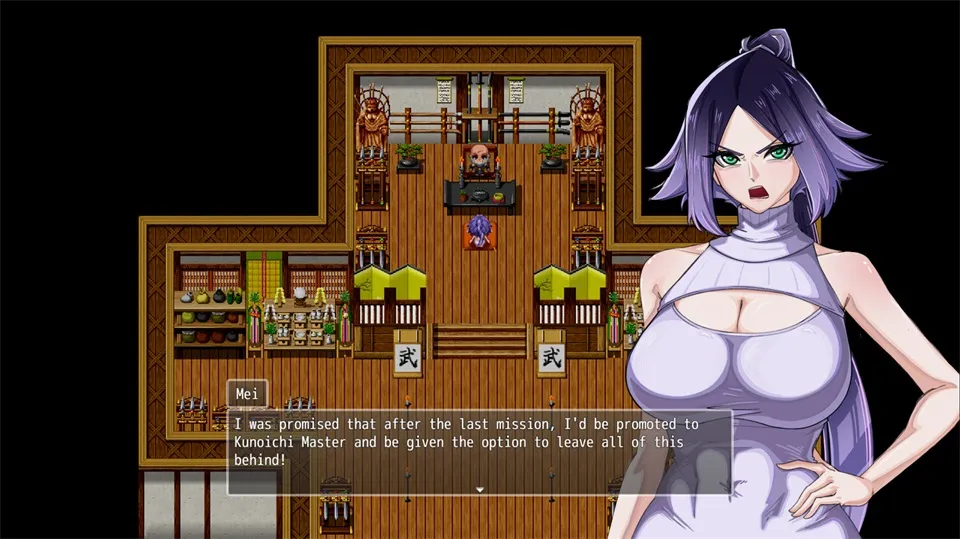 武
武
Mei
I was promised that after the last mission, I'd be promoted to
Kunoichi Master and be given the option to leave all of this
behind!